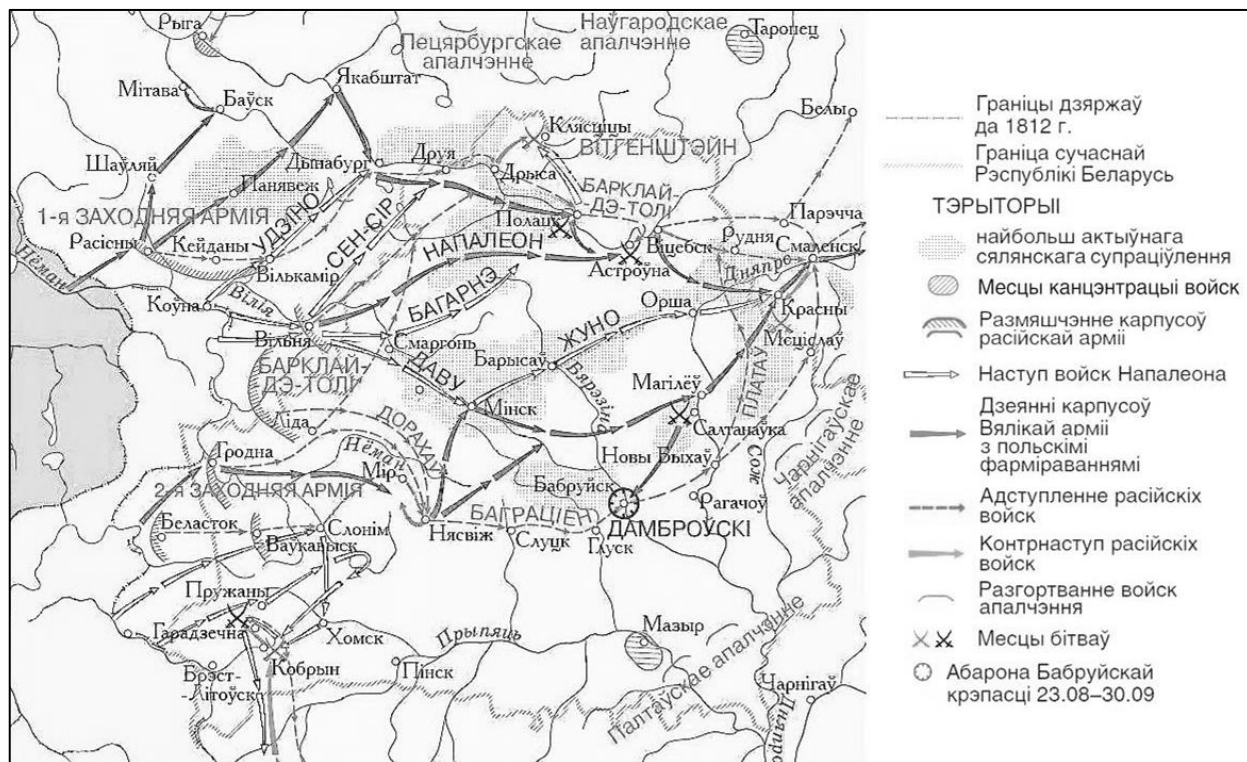 Рыга
Пецярбургскае
апалчэнне
Наўгародскае
апалчэнне
Таропец
Мітава
Баўск
Якабштат
Белы
Клясціцы
ВІТГЕНШТЭЙН
Шаўляй
Дынабург
Друя
Дрыса
Панявеж
1-я ЗАХОДНЯЯ АРМІЯ
УДЗІНО
СЕН-СІР
БАРКЛАЙ-
ДЭ-ТОЛІ
Полацк
Парэчча
Расіены
Кейданы
НАПАЛЕОН
Віцебск
Рудня
Смаленск
Нёман
Вількамір
Астроўна
Дняпро
Коўна
Вілія
БАГАРНЭ
Орша
Красны
Вільня
Смаргонь
ЖУНО
Мсціслаў
БАРКЛАЙ-
ДЭ-ТОЛІ
ДАВУ
Барысаў
Бярэзіна
Магілёў
ПЛАТАЎ
Мінск
Салтанаўка
Ліда
ДОРАХАЎ
Нёман
Сож
Чарнігаўскае
апалчэнне
Гродна
Мір
Новы Выхаў
2-я ЗАХОДНЯЯ АРМІЯ
Бабруйск
Рагачоў
Беласток
Слонім
БАГРАЦІЁН
ДАМБРОЎСКІ
Ваўкавыск
Нясвіж
Слуцк
Глуск
Пружаны
Гарадзечна
Хомск
Прыпяць
Мазыр
Кобрын
Пінск
Брэст-
-Літоўск
Палтаўскае апалчэнне
Чарнігаў
Дняпро
Граніцы дзяржаў
да 1812 г.
Граніца сучаснай
Рэспублікі Беларусь
ТЭРЫТОРЫІ
найбольш актыўнага
сялянскага супраціўлення
Месцы канцэнтрацыі войск
Размяшчэнне карпусоў
расійскай арміі
Наступ войск Напалеона
Дзеянні карпусоў
Вялікай арміі
з польскімі
фарміраваннямі
Адступленне расійскіх
войск
Контрнаступ расійскіх
войск
Разгортванне войск
апалчэння
Месцы бітваў
Абарона Бабруйскай
крэпасці 23.08–30.09